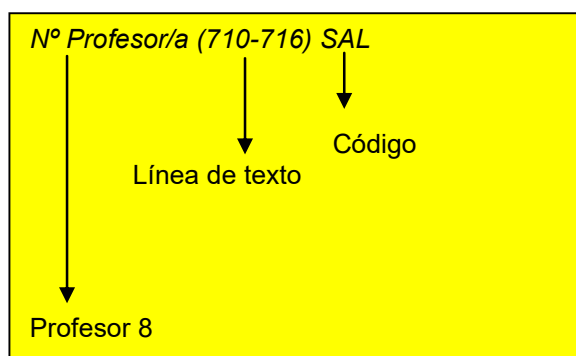 Nº Profesor/a (710-716) SAL
Código
Línea de texto
Profesor 8